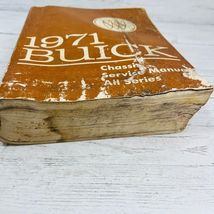 1971
BUICK
Chassis
Service Manual
All Series